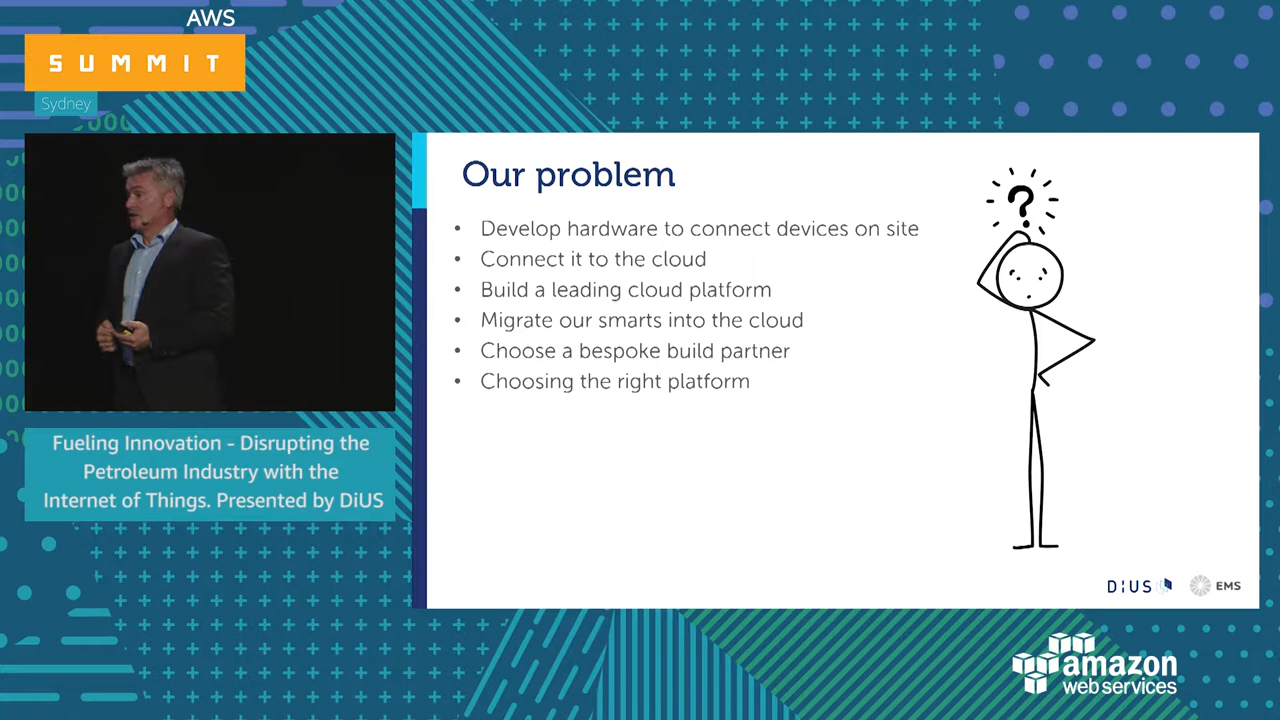 AWS
SUMMIT
Sydney
Fueling Innovation - Disrupting the
Petroleum Industry with the
Internet of Things. Presented by DiUS
Our problem
• Develop hardware to connect devices on site
• Connect it to the cloud
• Build a leading cloud platform
• Migrate our smarts into the cloud
• Choose a bespoke build partner
• Choosing the right platform
?
DiUS
EMS
amazon
web services